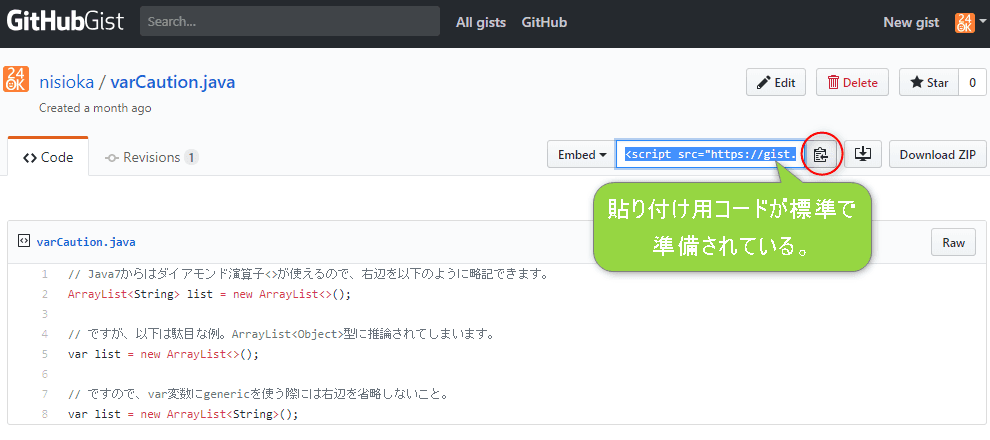 GitHubGist Search... All gists GitHub New gist
24OK nisioka / varCaution.java Edit Delete Star 0
Created a month ago
Code Revisions 1 Embed <script src="https://gist. Download ZIP
貼り付け用コードが標準で
準備されている。
varCaution.java Raw
1 // Java7からはダイアモンド演算子<>が使えるので、右辺を以下のように略記できます。
2 ArrayList<String> list = new ArrayList<>();
3
4 // ですが、以下は駄目な例。ArrayList<Object>型に推論されてしまいます。
5 var list = new ArrayList<>();
6
7 // ですので、var変数にgenericを使う際には右辺を省略しないこと。
8 var list = new ArrayList<String>();